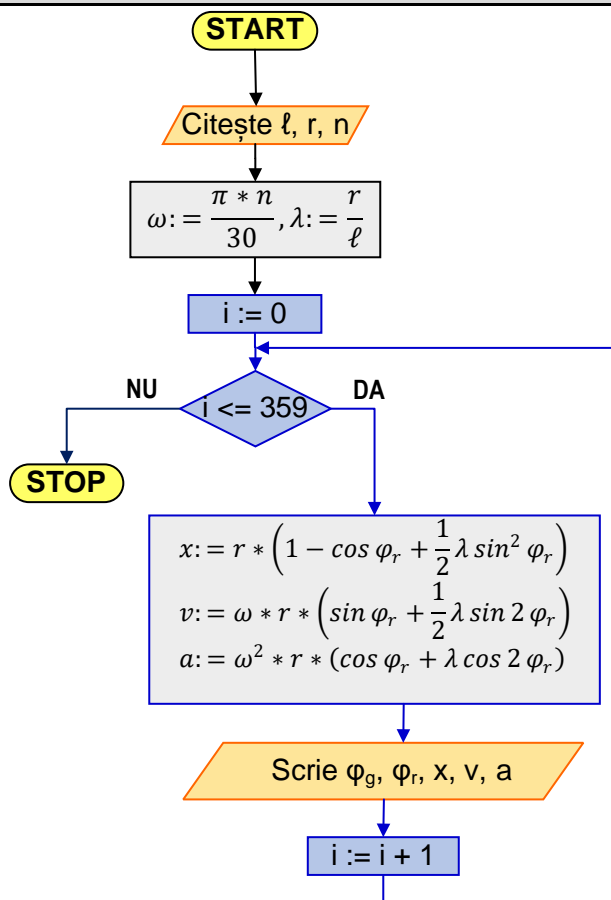 START
Citește ℓ, r, n
ω: = π * n / 30 , λ: = r / ℓ
i := 0
NU
DA
i <= 359
STOP
x: = r * (1 − cos φᵣ + 1/2 λ sin² φᵣ)
v: = ω * r * (sin φᵣ + 1/2 λ sin 2 φᵣ)
a: = ω² * r * (cos φᵣ + λ cos 2 φᵣ)
Scrie φg, φr, x, v, a
i := i + 1